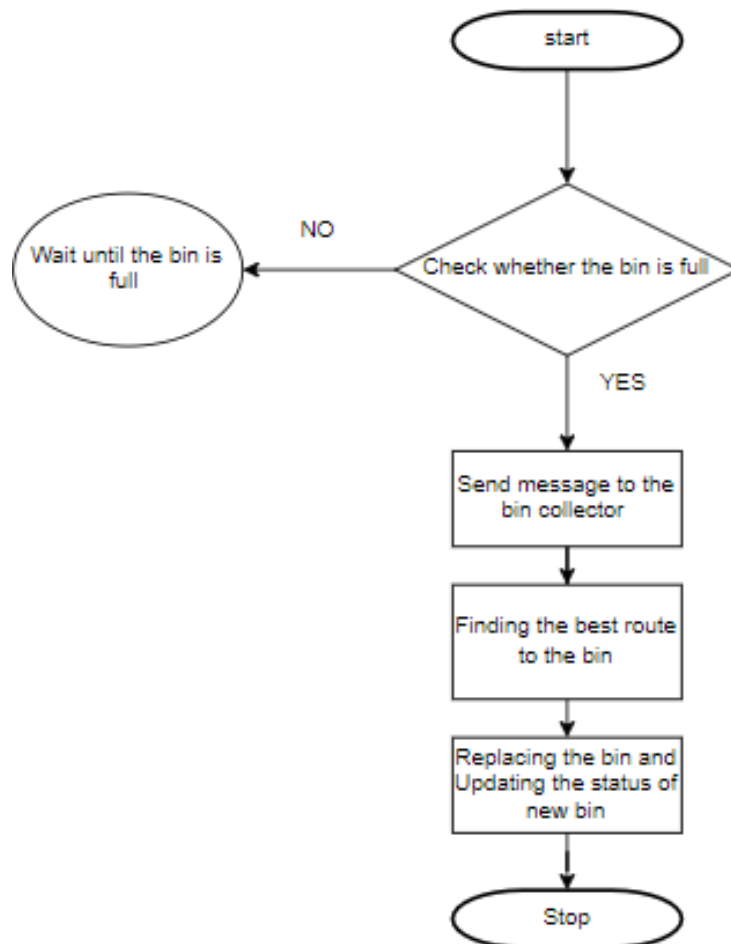 start
NO
Wait until the bin is
full
Check whether the bin is full
YES
Send message to the
bin collector
Finding the best route
to the bin
Replacing the bin and
Updating the status of
new bin
Stop